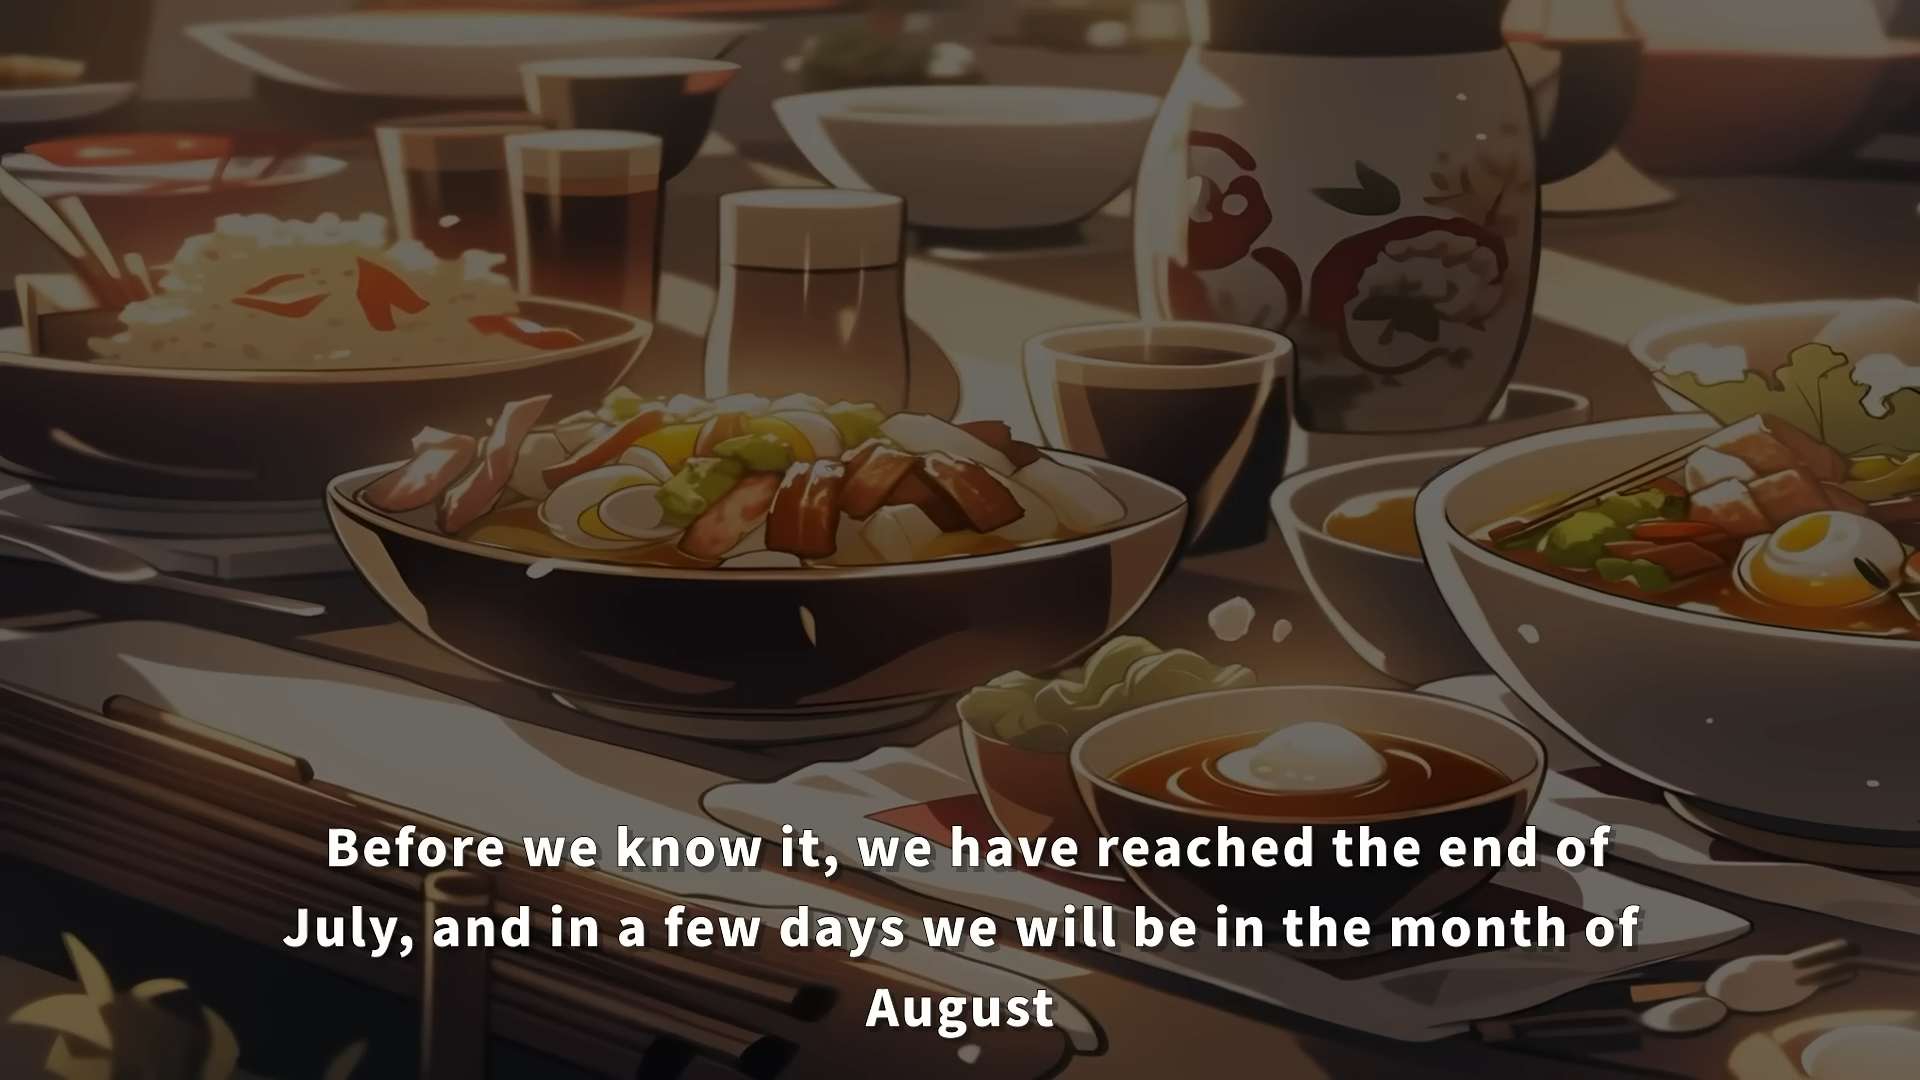 Before we know it, we have reached the end of
July, and in a few days we will be in the month of
August